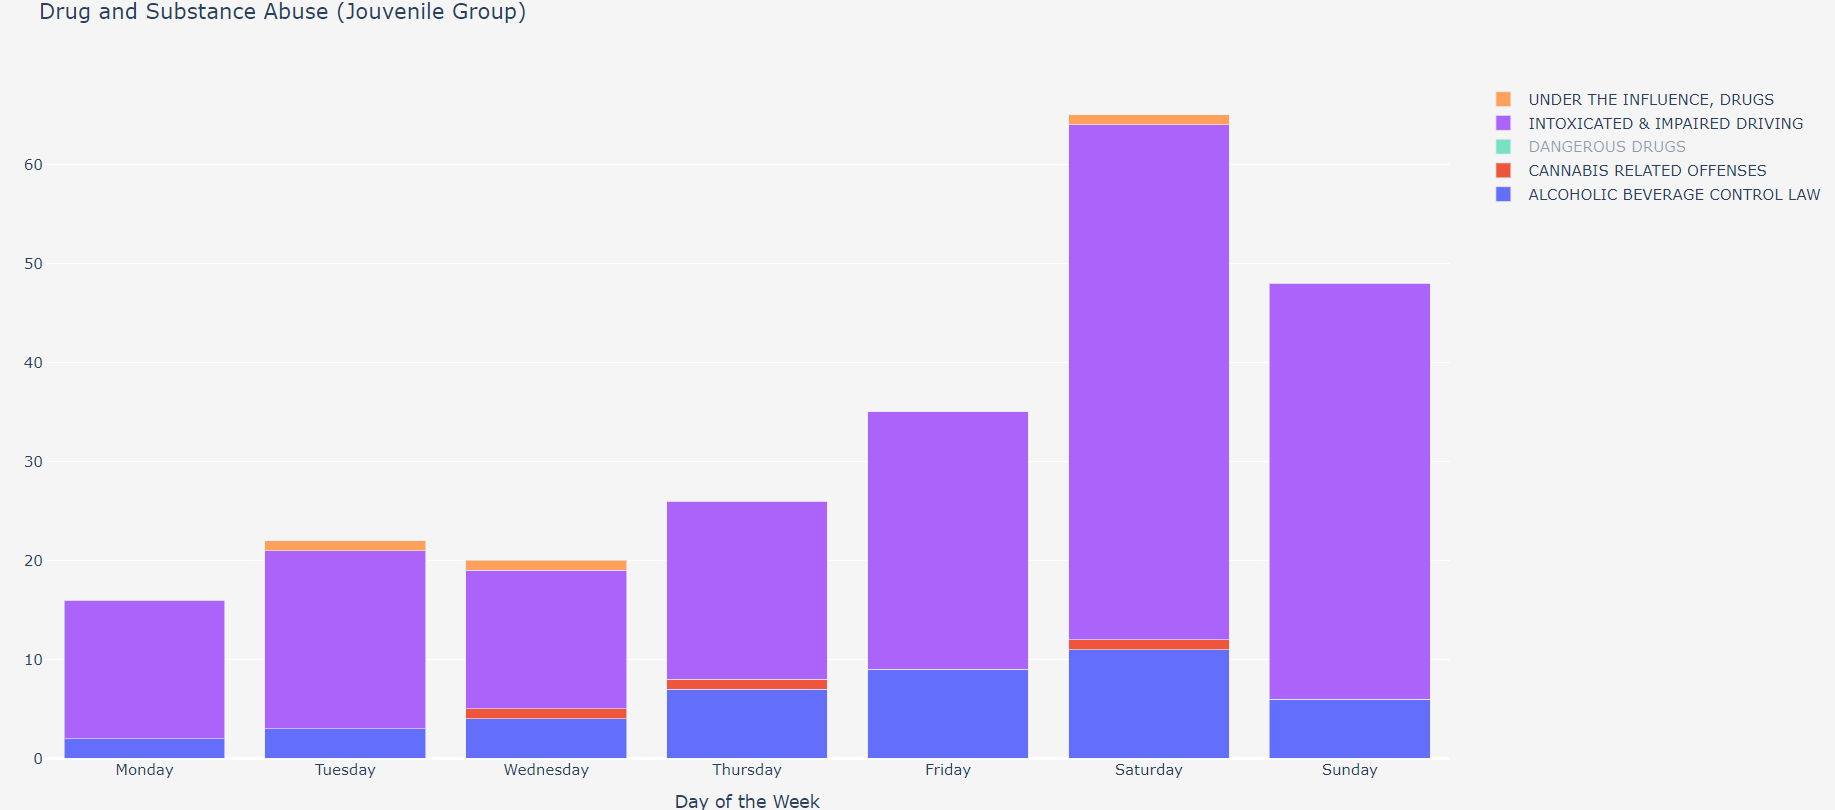 Drug and Substance Abuse (Jouvenile Group)
UNDER THE INFLUENCE, DRUGS
INTOXICATED & IMPAIRED DRIVING
DANGEROUS DRUGS
CANNABIS RELATED OFFENSES
ALCOHOLIC BEVERAGE CONTROL LAW
60
50
40
30
20
10
0
Monday Tuesday Wednesday Thursday Friday Saturday Sunday
Day of the Week